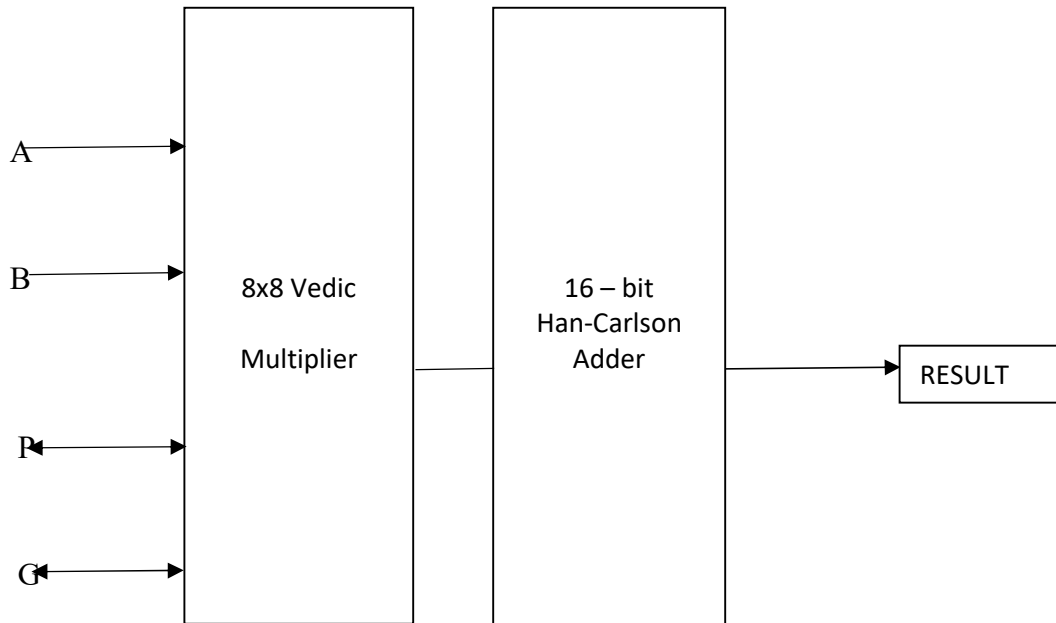 A
B
P
G
8x8 Vedic
Multiplier
16 – bit
Han-Carlson
Adder
RESULT